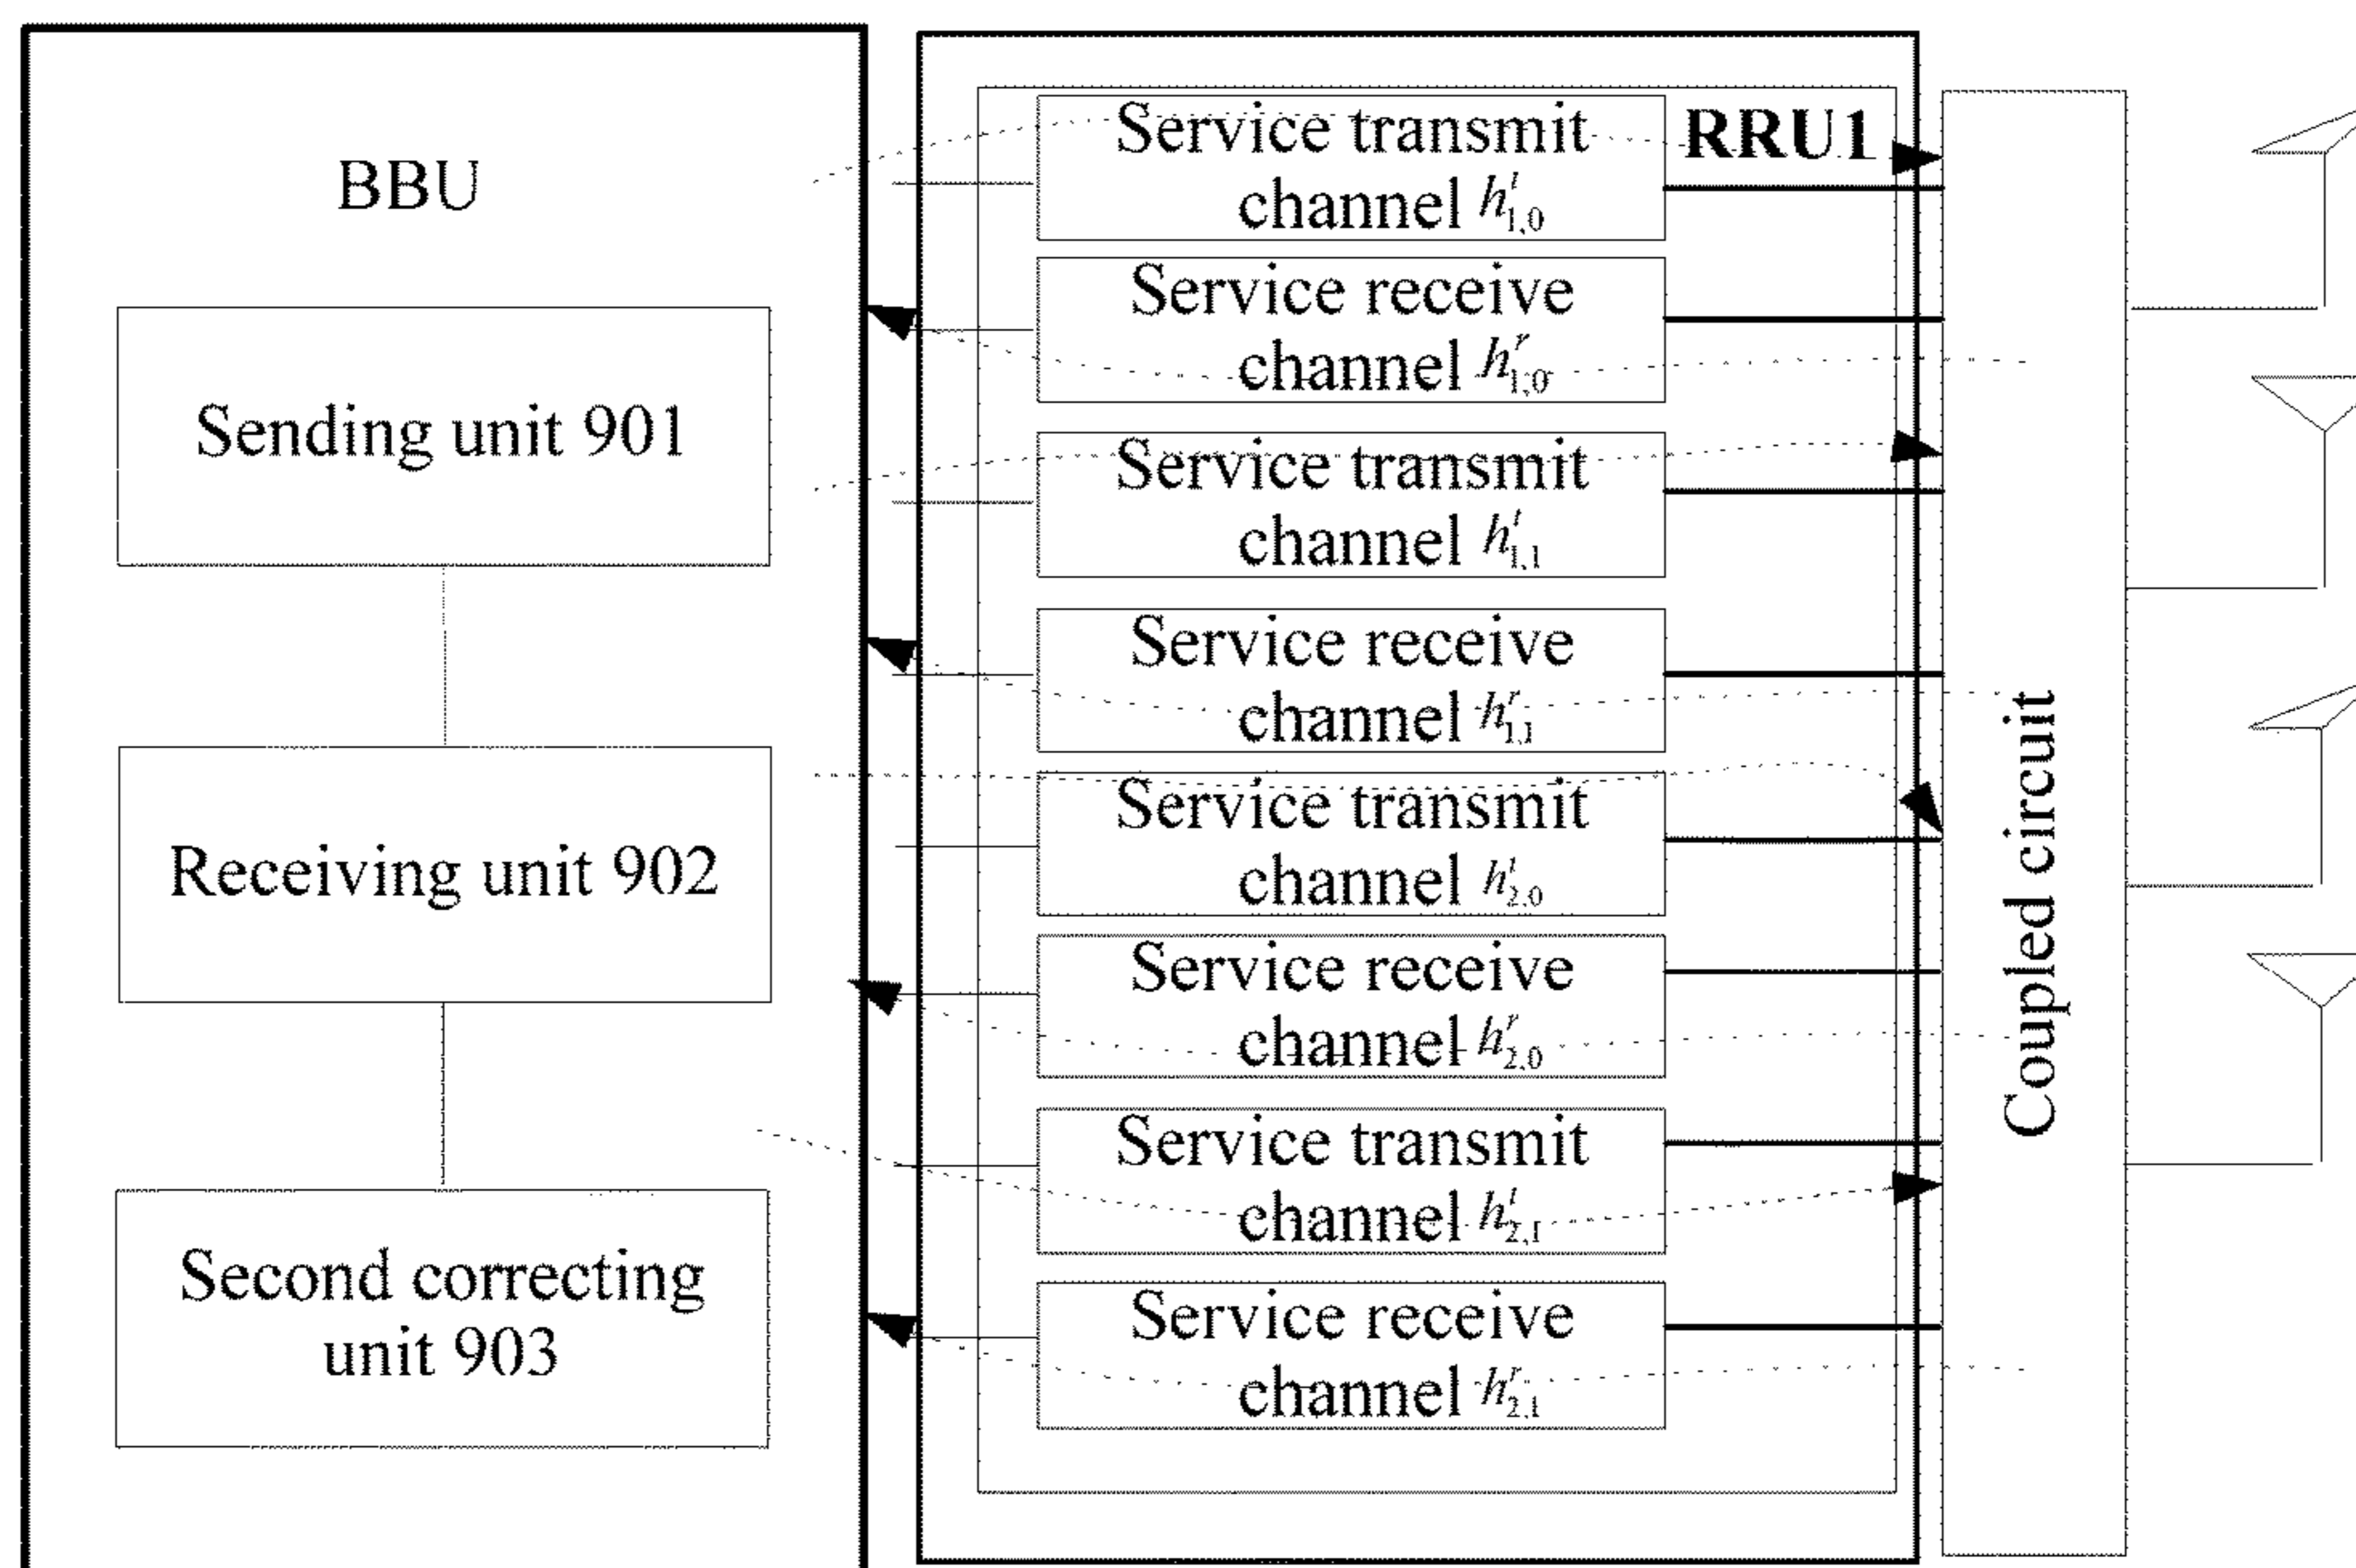 BBU
Sending unit 901
Receiving unit 902
Second correcting
unit 903
RRU1
Service transmit
channel h^t_{1,0}
Service receive
channel h^r_{1,0}
Service transmit
channel h^t_{1,1}
Service receive
channel h^r_{1,1}
Service transmit
channel h^t_{2,0}
Service receive
channel h^r_{2,0}
Service transmit
channel h^t_{2,1}
Service receive
channel h^r_{2,1}
Coupled circuit